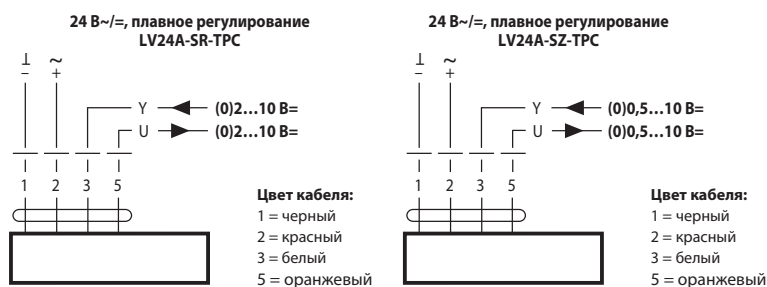 24 В~/=, плавное регулирование
LV24A-SR-TPC
⊥ ~
– +
Y (0)2…10 В=
U (0)2…10 В=
1 2 3 5
Цвет кабеля:
1 = черный
2 = красный
3 = белый
5 = оранжевый
24 В~/=, плавное регулирование
LV24A-SZ-TPC
⊥ ~
– +
Y (0)0,5…10 В=
U (0)0,5…10 В=
1 2 3 5
Цвет кабеля:
1 = черный
2 = красный
3 = белый
5 = оранжевый